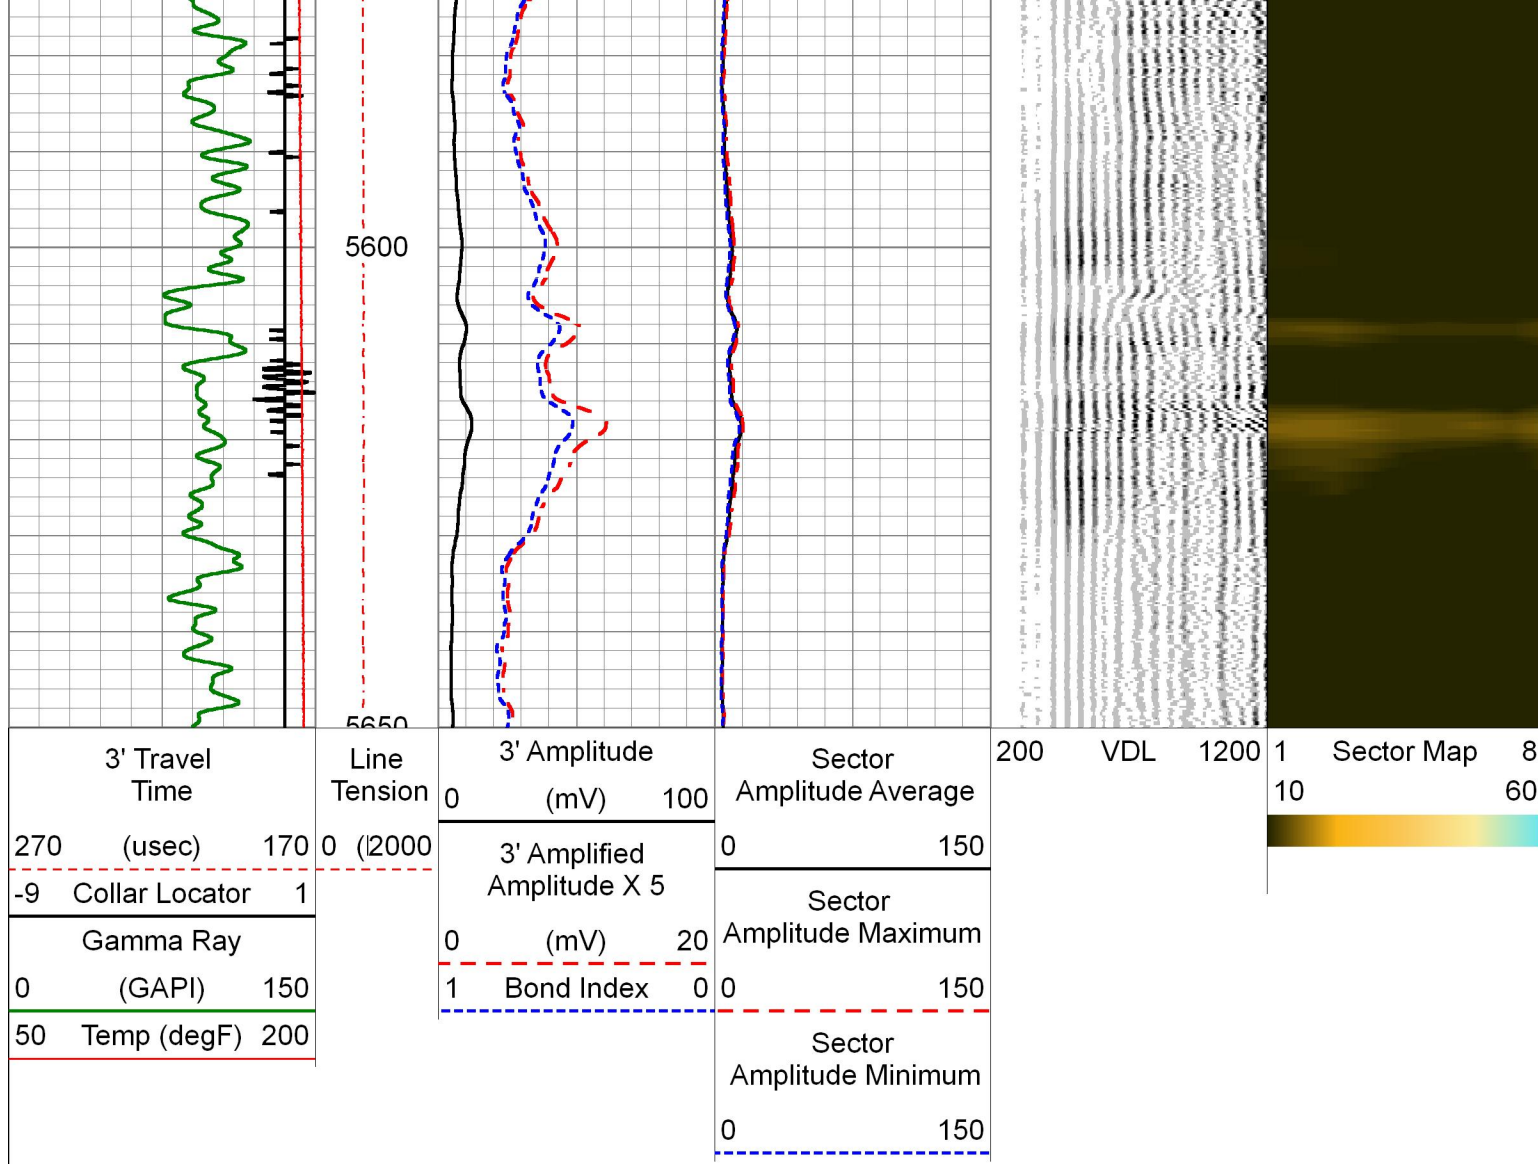 5600
5650
3' Travel
Time
270 (usec) 170
-9 Collar Locator 1
Gamma Ray
0 (GAPI) 150
50 Temp (degF) 200
Line
Tension
0 ( 2000
3' Amplitude
0 (mV) 100
3' Amplified
Amplitude X 5
0 (mV) 20
1 Bond Index 0
Sector
Amplitude Average
0 150
Sector
Amplitude Maximum
0 150
Sector
Amplitude Minimum
0 150
200 VDL 1200
1 Sector Map 8
10 60